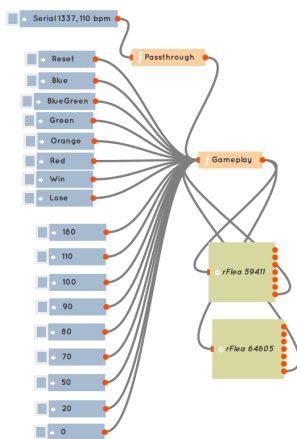 Serial 1337, 110 bpm
Passthrough
Reset
Blue
BlueGreen
Green
Orange
Red
Win
Lose
Gameplay
180
110
100
90
80
70
50
20
0
rFlea 59411
rFlea 64605